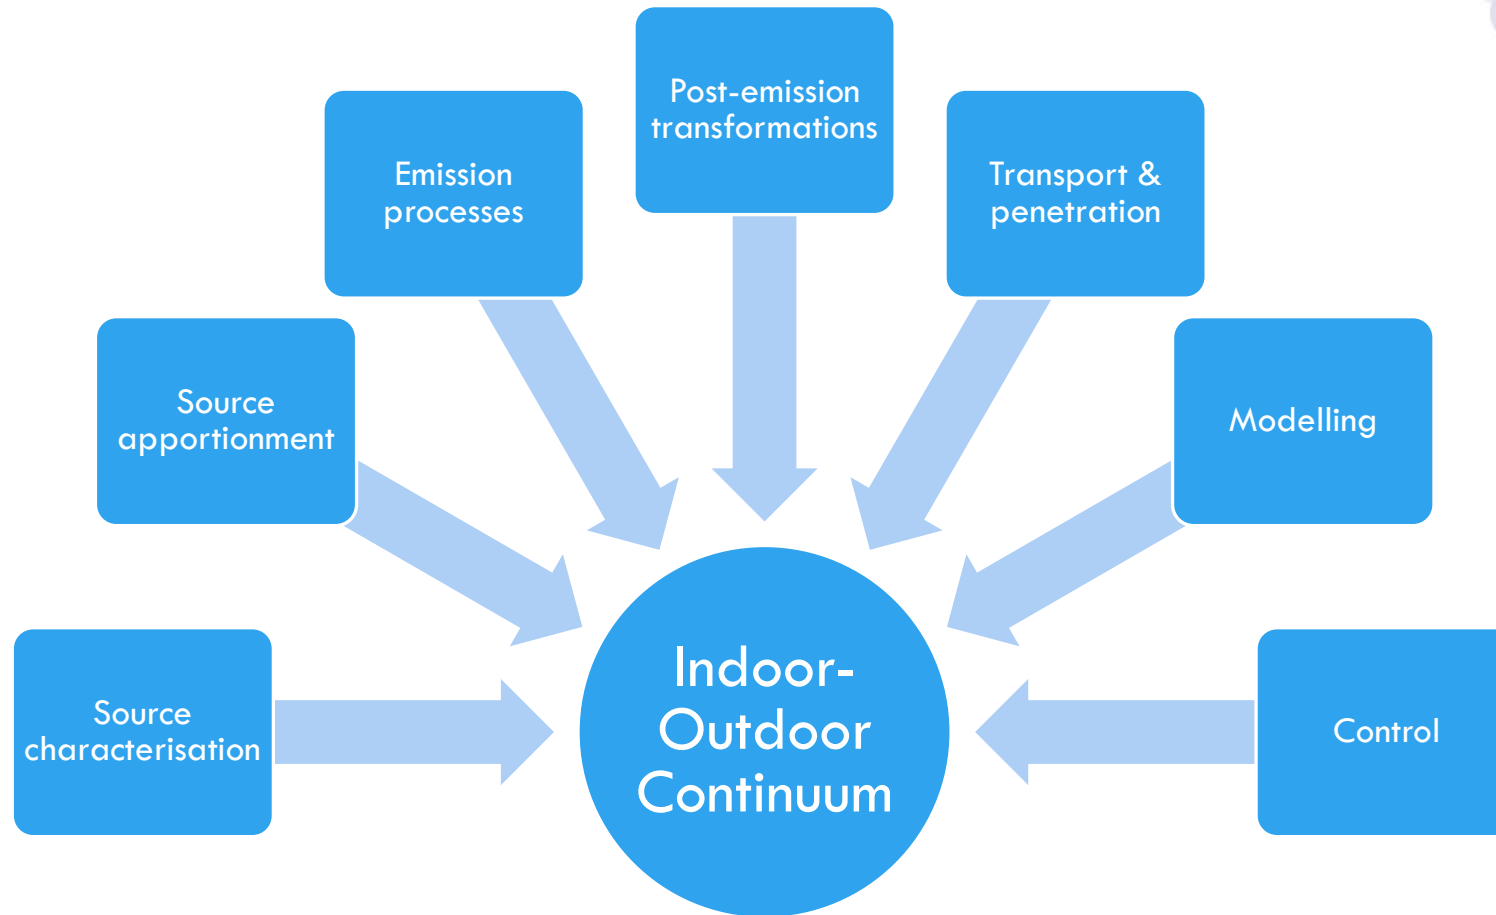 Post-emission
transformations
Emission
processes
Transport &
penetration
Source
apportionment
Modelling
Source
characterisation
Indoor-
Outdoor
Continuum
Control